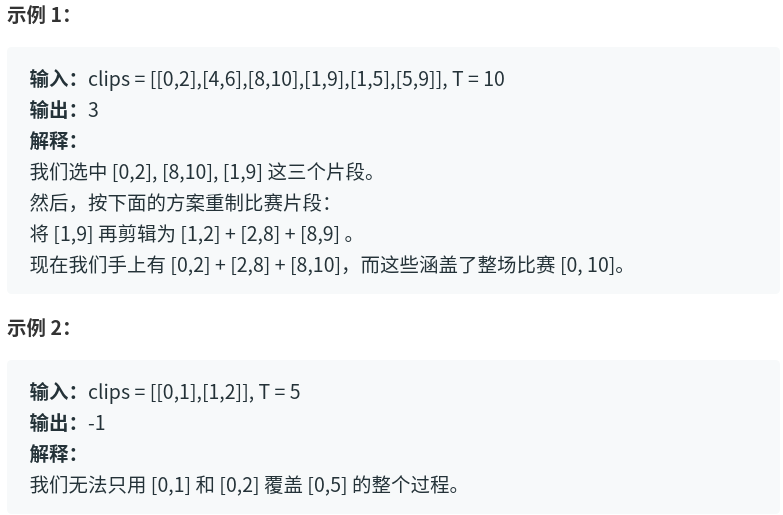 示例 1：
输入：clips = [[0,2],[4,6],[8,10],[1,9],[1,5],[5,9]], T = 10
输出：3
解释：
我们选中 [0,2], [8,10], [1,9] 这三个片段。
然后，按下面的方案重制比赛片段：
将 [1,9] 再剪辑为 [1,2] + [2,8] + [8,9] 。
现在我们手上有 [0,2] + [2,8] + [8,10]，而这些涵盖了整场比赛 [0, 10]。
示例 2：
输入：clips = [[0,1],[1,2]], T = 5
输出：-1
解释：
我们无法只用 [0,1] 和 [0,2] 覆盖 [0,5] 的整个过程。